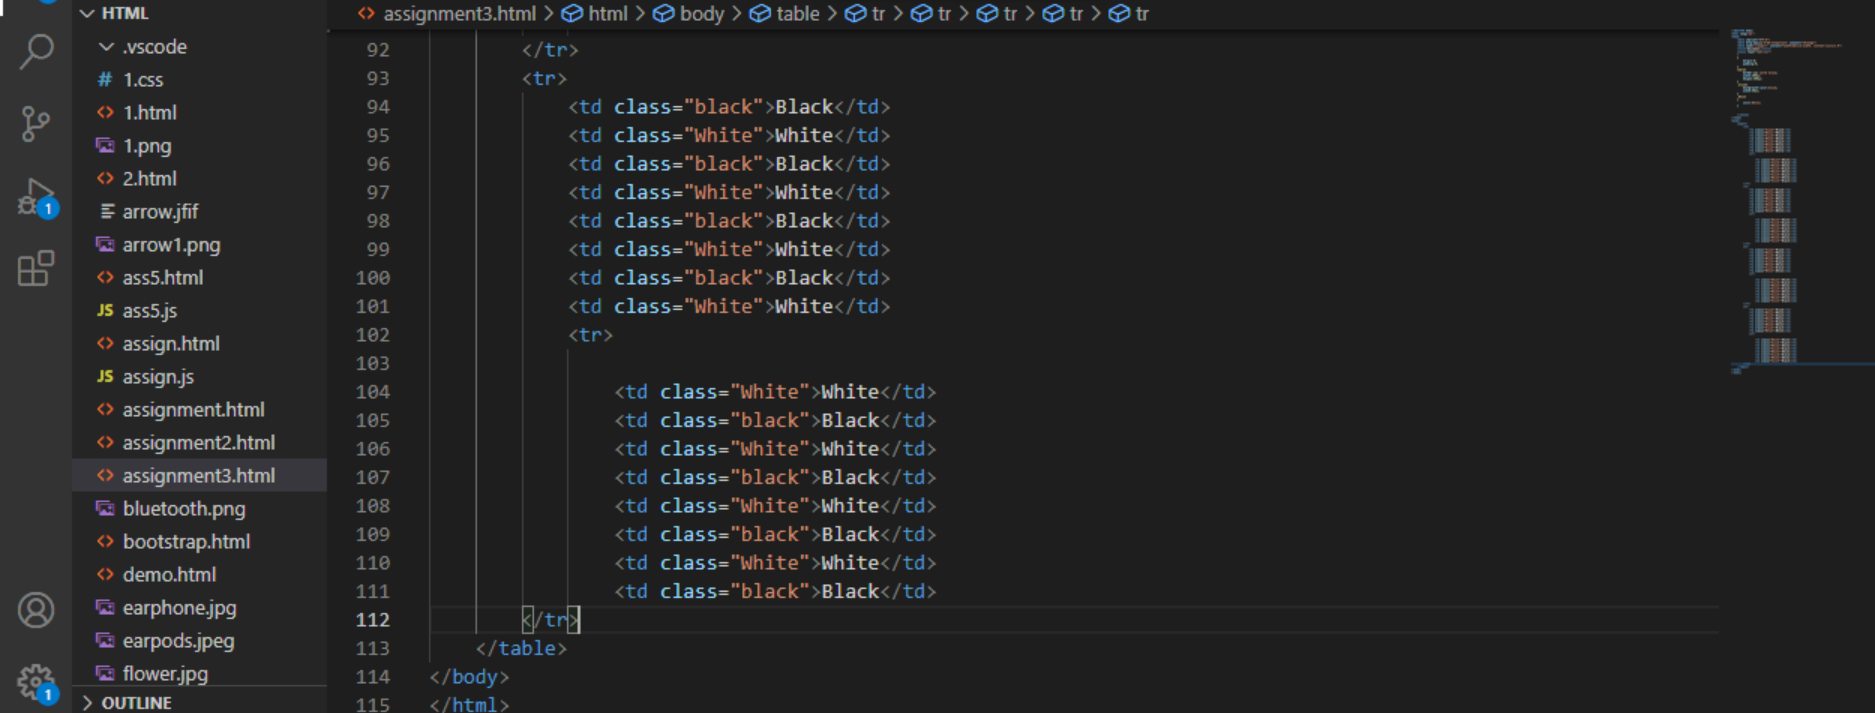 HTML
.vscode
# 1.css
<> 1.html
1.png
<> 2.html
arrow.jfif
arrow1.png
<> ass5.html
JS ass5.js
<> assign.html
JS assign.js
<> assignment.html
<> assignment2.html
<> assignment3.html
bluetooth.png
<> bootstrap.html
<> demo.html
earphone.jpg
earpods.jpeg
flower.jpg
> OUTLINE
1
1
<> assignment3.html > html > body > table > tr > tr > tr > tr > tr
92 </tr>
93 <tr>
94 <td class="black">Black</td>
95 <td class="White">White</td>
96 <td class="black">Black</td>
97 <td class="White">White</td>
98 <td class="black">Black</td>
99 <td class="White">White</td>
100 <td class="black">Black</td>
101 <td class="White">White</td>
102 <tr>
103
104 <td class="White">White</td>
105 <td class="black">Black</td>
106 <td class="White">White</td>
107 <td class="black">Black</td>
108 <td class="White">White</td>
109 <td class="black">Black</td>
110 <td class="White">White</td>
111 <td class="black">Black</td>
112 </tr>
113 </table>
114 </body>
115 </html>